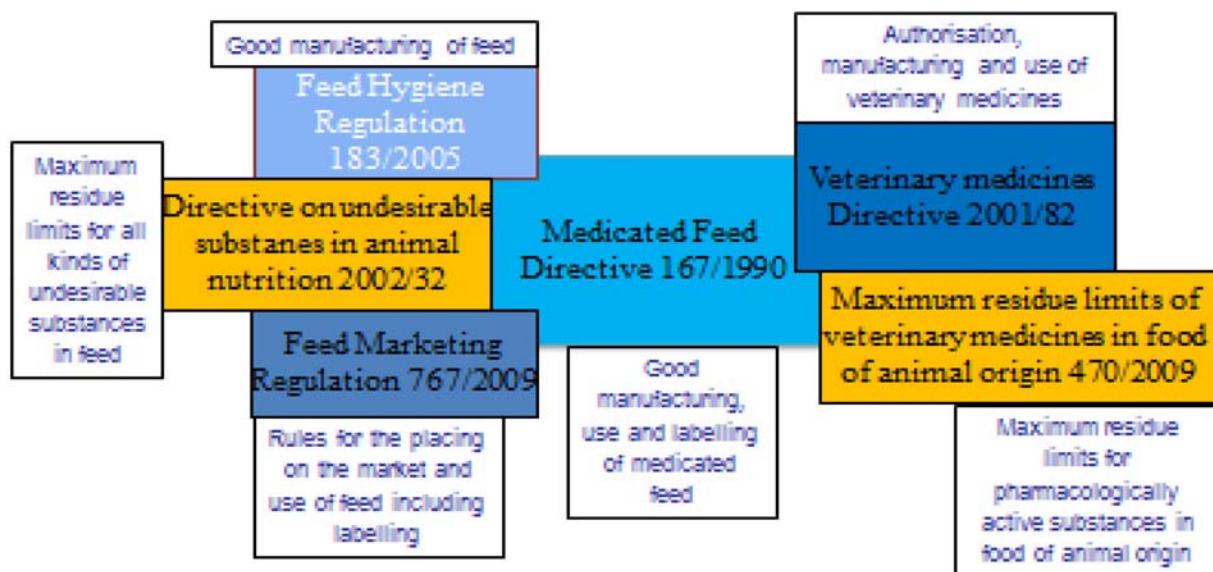 Good manufacturing of feed
Feed Hygiene
Regulation
183/2005
Maximum
residue
limits for all
kinds of
undesirable
substances
in feed
Directive on undesirable
substanes in animal
nutrition 2002/32
Feed Marketing
Regulation 767/2009
Rules for the placing
on the market and
use of feed including
labelling
Medicated Feed
Directive 167/1990
Good
manufacturing,
use and labelling
of medicated
feed
Authorisation,
manufacturing and use of
veterinary medicines
Veterinary medicines
Directive 2001/82
Maximum residue limits of
veterinary medicines in food
of animal origin 470/2009
Maximum residue
limits for
pharmacologically
active substances in
food of animal origin